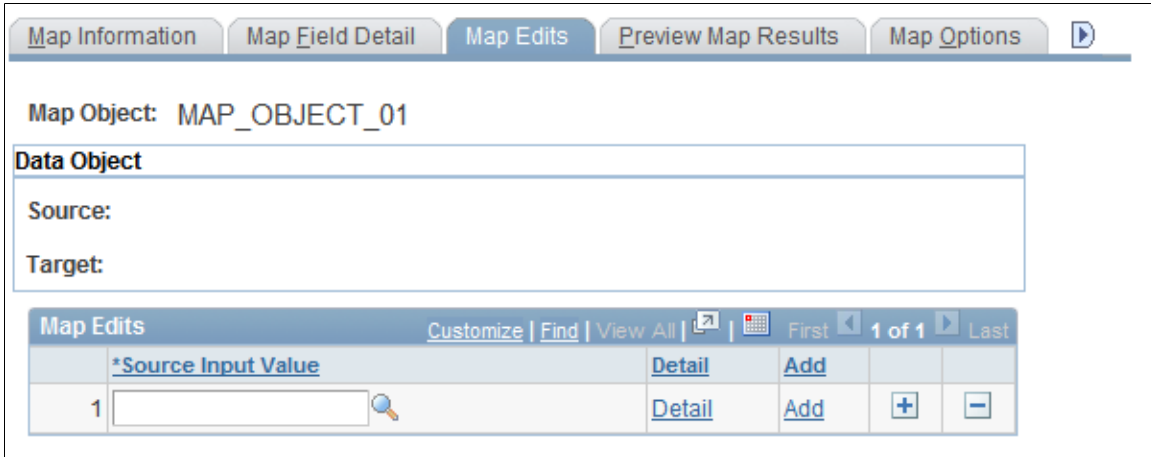 Map Information Map Field Detail Map Edits Preview Map Results Map Options
Map Object: MAP_OBJECT_01
Data Object
Source:
Target:
Map Edits Customize | Find | View All | | First 1 of 1 Last
*Source Input Value Detail Add
1 Detail Add